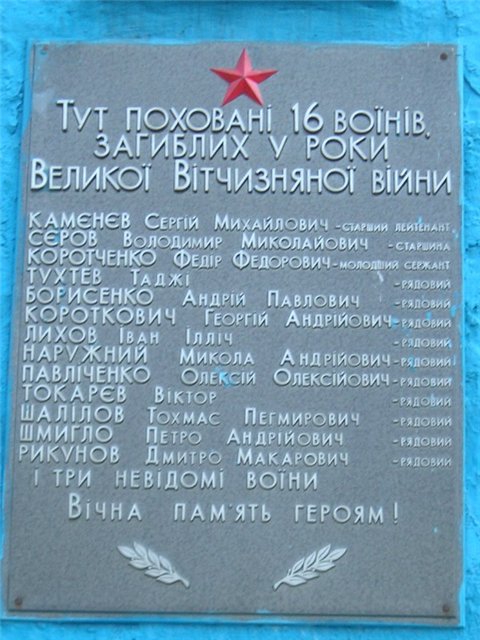 Тут поховані 16 воїнів,
загиблих у роки
Великої Вітчизняної війни
Камєнєв Сергій Михайлович - старший лейтенант
Сєров Володимир Миколайович - старшина
Коротченко Федір Федорович - молодший сержант
Тухтев Таджі - рядовий
Борисенко Андрій Павлович - рядовий
Короткович Георгій Андрійович - рядовий
Лихов Іван Ілліч - рядовий
Наружний Микола Андрійович - рядовий
Павліченко Олексій Олексійович - рядовий
Токарєв Віктор - рядовий
Шалілов Тохмас Пегмирович - рядовий
Шмигло Петро Андрійович - рядовий
Рикунов Дмитро Макарович - рядовий
і три невідомі воїни
Вічна пам'ять героям!